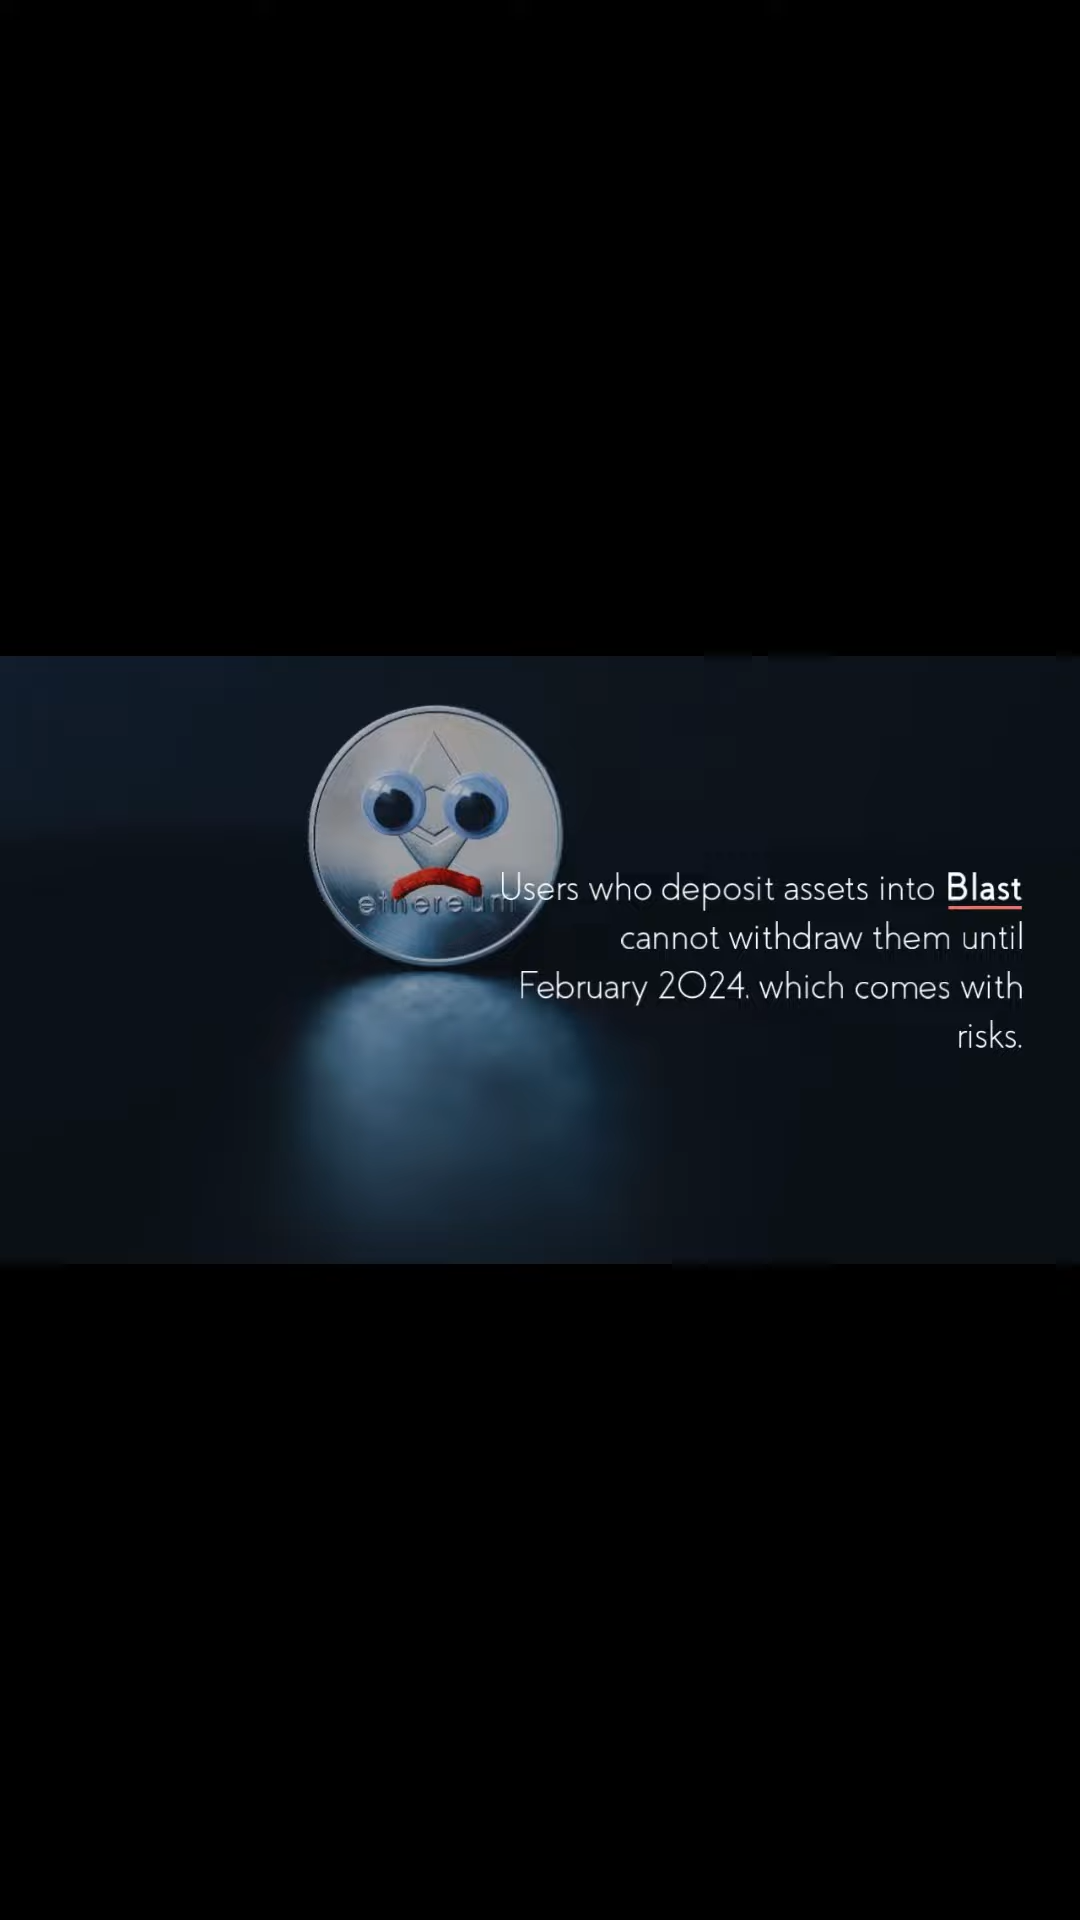 ethereum
Users who deposit assets into Blast
cannot withdraw them until
February 2024. which comes with
risks.